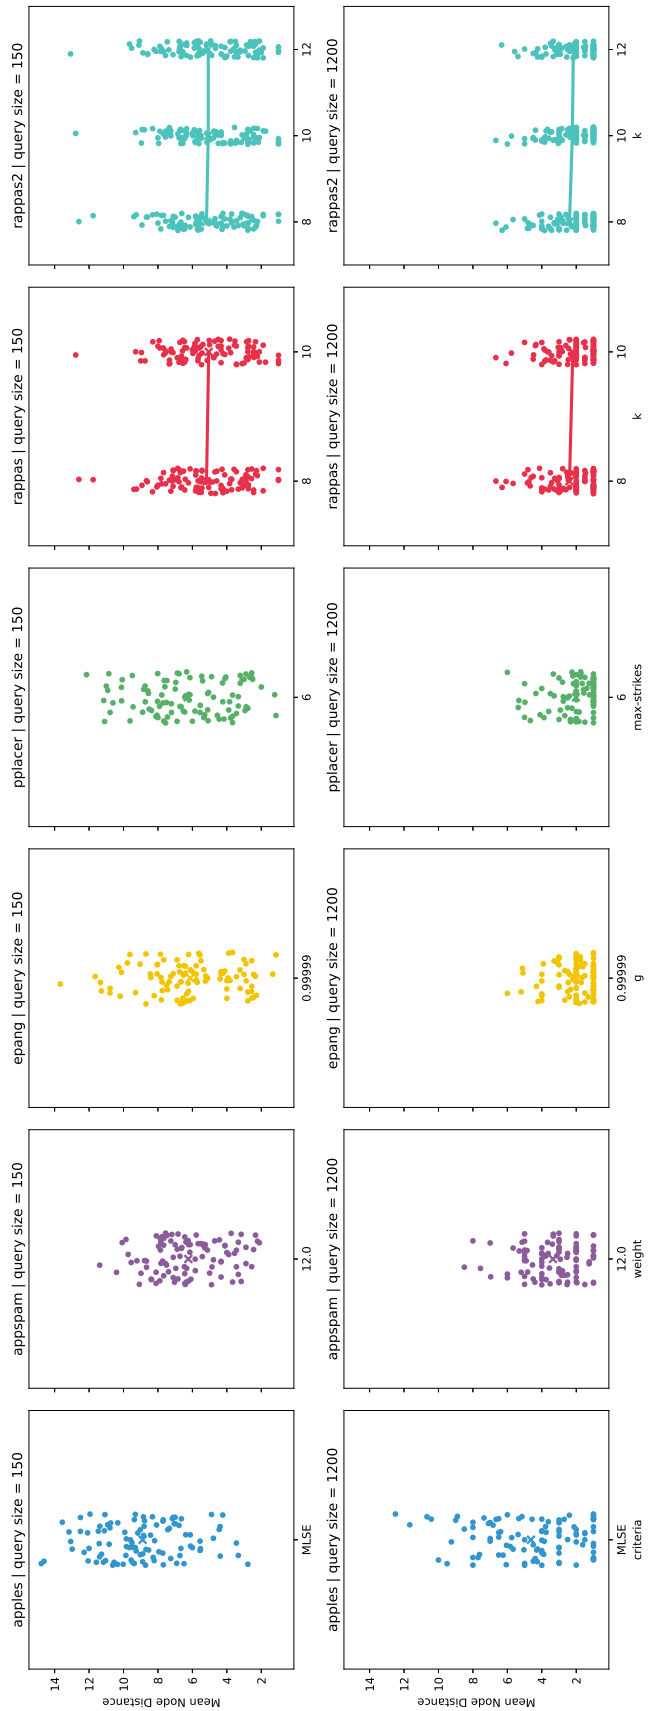 apples | query size = 150
appspam | query size = 150
epang | query size = 150
pplacer | query size = 150
rappas | query size = 150
rappas2 | query size = 150
Mean Node Distance
14
12
10
8
6
4
2
MLSE
12.0
0.99999
6
8 10
8 10 12
apples | query size = 1200
appspam | query size = 1200
epang | query size = 1200
pplacer | query size = 1200
rappas | query size = 1200
rappas2 | query size = 1200
Mean Node Distance
14
12
10
8
6
4
2
MLSE
criteria
12.0
weight
0.99999
g
6
max-strikes
8 10
k
8 10 12
k